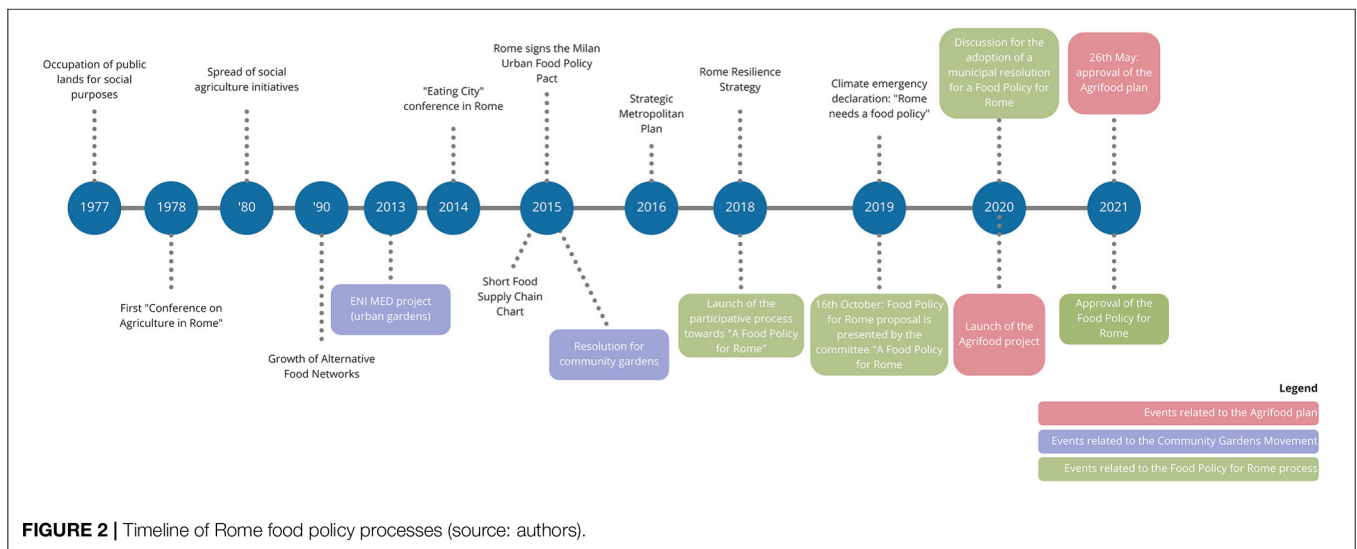 Occupation of public
lands for social
purposes
Spread of social
agriculture initiatives
"Eating City"
conference in Rome
Rome signs the Milan
Urban Food Policy
Pact
Strategic
Metropolitan
Plan
Rome Resilience
Strategy
Climate emergency
declaration: "Rome
needs a food policy"
Discussion for the
adoption of a
municipal resolution
for a Food Policy for
Rome
26th May:
approval of the
Agrifood plan
1977
1978
'80
'90
2013
2014
2015
2016
2018
2019
2020
2021
First "Conference on
Agriculture in Rome"
Growth of Alternative
Food Networks
ENI MED project
(urban gardens)
Short Food
Supply Chain
Chart
Resolution for
community gardens
Launch of the
participative process
towards "A Food Policy
for Rome"
16th October: Food Policy
for Rome proposal is
presented by the
committee "A Food Policy
for Rome
Launch of the
Agrifood project
Approval of the
Food Policy for
Rome
Legend
Events related to the Agrifood plan
Events related to the Community Gardens Movement
Events related to the Food Policy for Rome process
FIGURE 2 | Timeline of Rome food policy processes (source: authors).